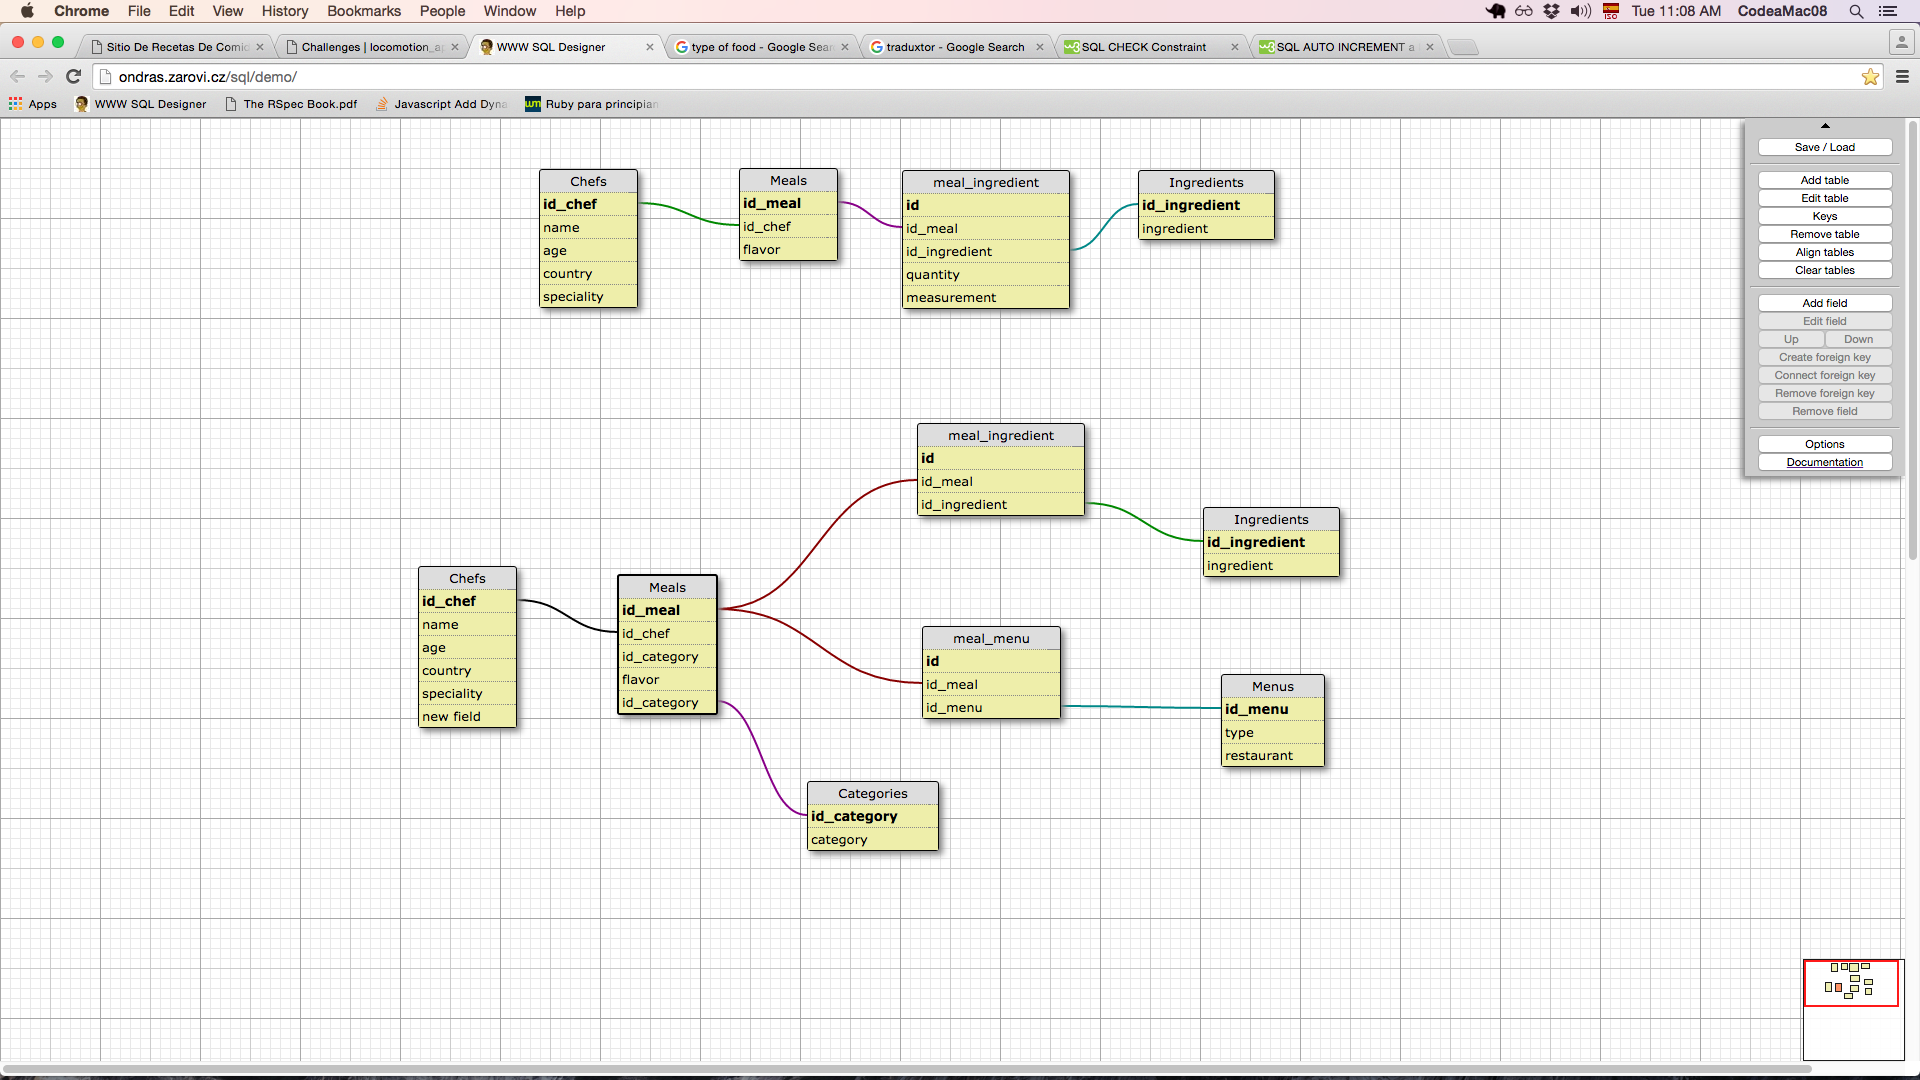 Chrome File Edit View History Bookmarks People Window Help ISO Tue 11:08 AM CodeaMac08
Sitio De Recetas De Comid Challenges | locomotion_ap WWW SQL Designer type of food - Google Sear traduxtor - Google Search SQL CHECK Constraint SQL AUTO INCREMENT a
ondras.zarovi.cz/sql/demo/
Apps WWW SQL Designer The RSpec Book.pdf Javascript Add Dyna Ruby para principian
Chefs
id_chef
name
age
country
speciality
Meals
id_meal
id_chef
flavor
meal_ingredient
id
id_meal
id_ingredient
quantity
measurement
Ingredients
id_ingredient
ingredient
Save / Load
Add table
Edit table
Keys
Remove table
Align tables
Clear tables
Add field
Edit field
Up Down
Create foreign key
Connect foreign key
Remove foreign key
Remove field
Options
Documentation
meal_ingredient
id
id_meal
id_ingredient
Ingredients
id_ingredient
ingredient
Chefs
id_chef
name
age
country
speciality
new field
Meals
id_meal
id_chef
id_category
flavor
id_category
meal_menu
id
id_meal
id_menu
Menus
id_menu
type
restaurant
Categories
id_category
category